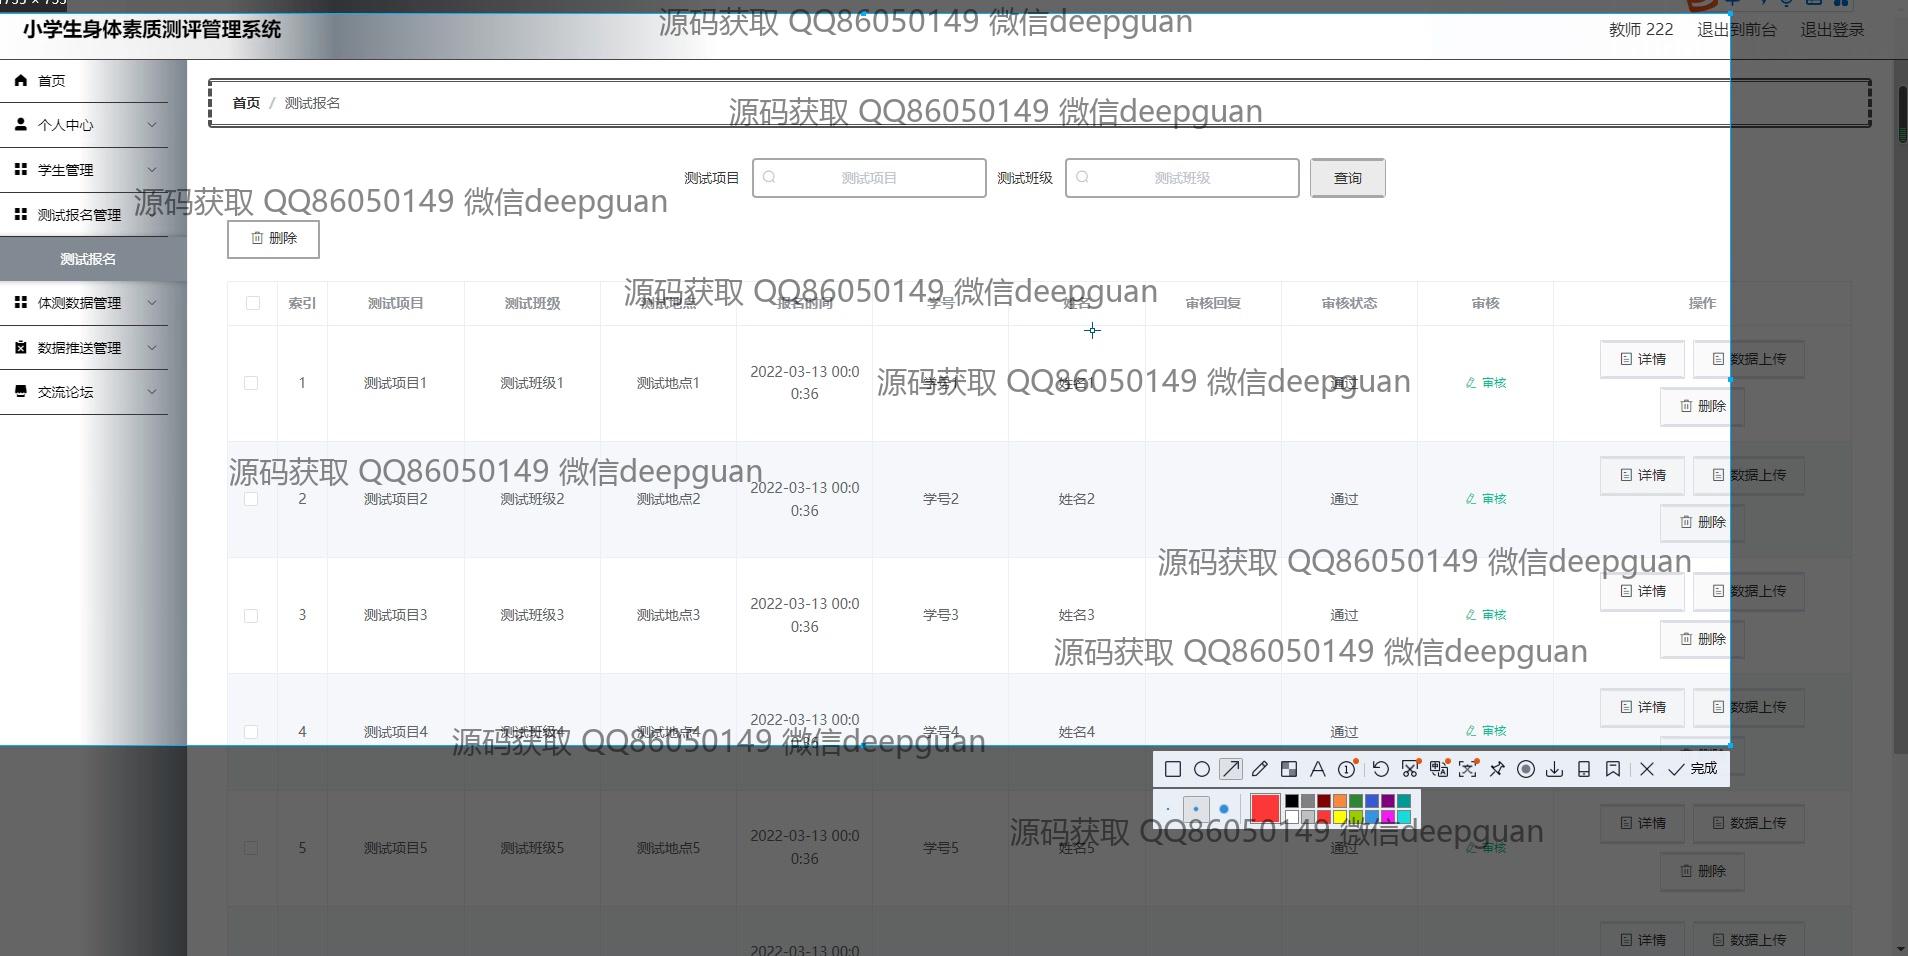 小学生身体素质测评管理系统
源码获取 QQ86050149 微信deepguan
教师 222 退出到前台 退出登录
首页
首页 / 测试报名
源码获取 QQ86050149 微信deepguan
个人中心
学生管理
测试项目 测试项目 测试班级 测试班级 查询
源码获取 QQ86050149 微信deepguan
测试报名管理
删除
测试报名
源码获取 QQ86050149 微信deepguan
体测数据管理
索引 测试项目 测试班级 测试地点 报名时间 学号 姓名 审核回复 审核状态 审核 操作
数据推送管理
交流论坛
1 测试项目1 测试班级1 测试地点1 2022-03-13 00:00:36 学号1 姓名1 通过 审核 详情 数据上传 删除
源码获取 QQ86050149 微信deepguan
源码获取 QQ86050149 微信deepguan
2 测试项目2 测试班级2 测试地点2 2022-03-13 00:00:36 学号2 姓名2 通过 审核 详情 数据上传 删除
源码获取 QQ86050149 微信deepguan
3 测试项目3 测试班级3 测试地点3 2022-03-13 00:00:36 学号3 姓名3 通过 审核 详情 数据上传 删除
源码获取 QQ86050149 微信deepguan
4 测试项目4 测试班级4 测试地点4 2022-03-13 00:00:36 学号4 姓名4 通过 审核 详情 数据上传 删除
源码获取 QQ86050149 微信deepguan
完成
源码获取 QQ86050149 微信deepguan
5 测试项目5 测试班级5 测试地点5 2022-03-13 00:00:36 学号5 姓名5 通过 审核 详情 数据上传 删除
2022-03-13 00:0 详情 数据上传